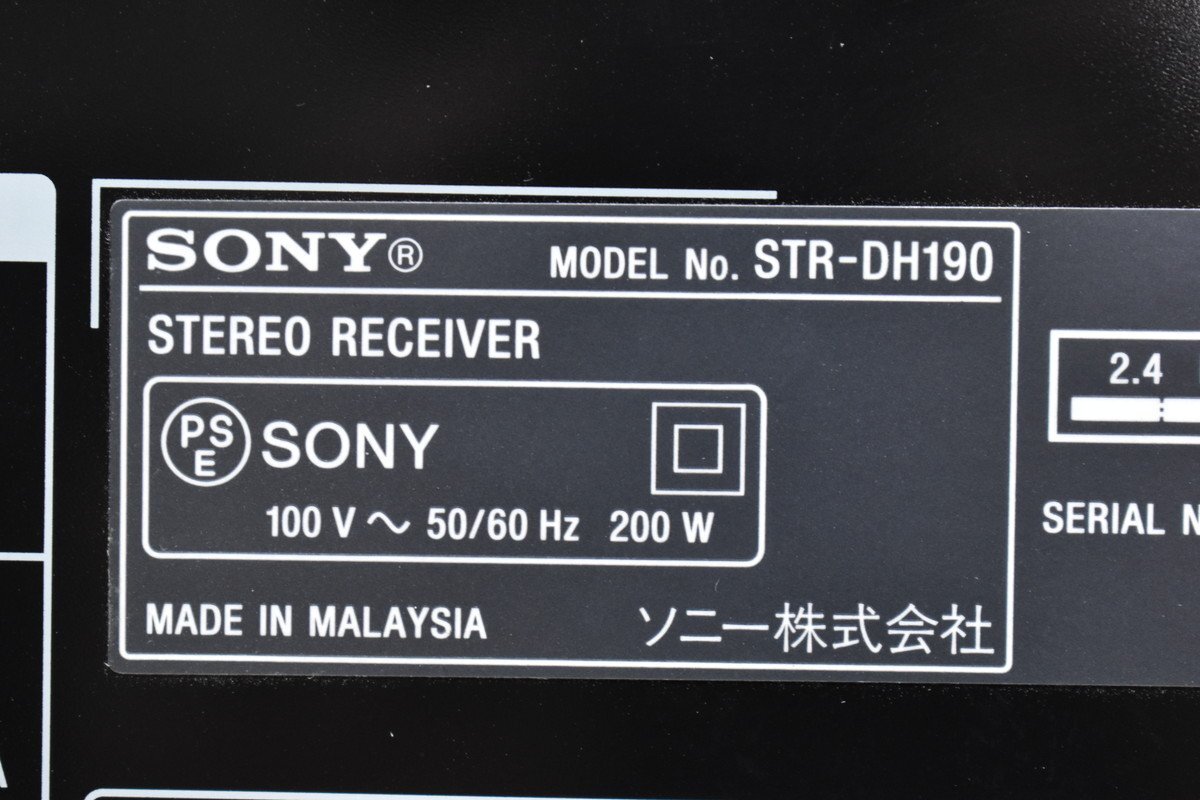 SONY®
MODEL No. STR-DH190
STEREO RECEIVER
PSE SONY
100 V ～ 50/60 Hz 200 W
MADE IN MALAYSIA
ソニー株式会社
2.4
SERIAL